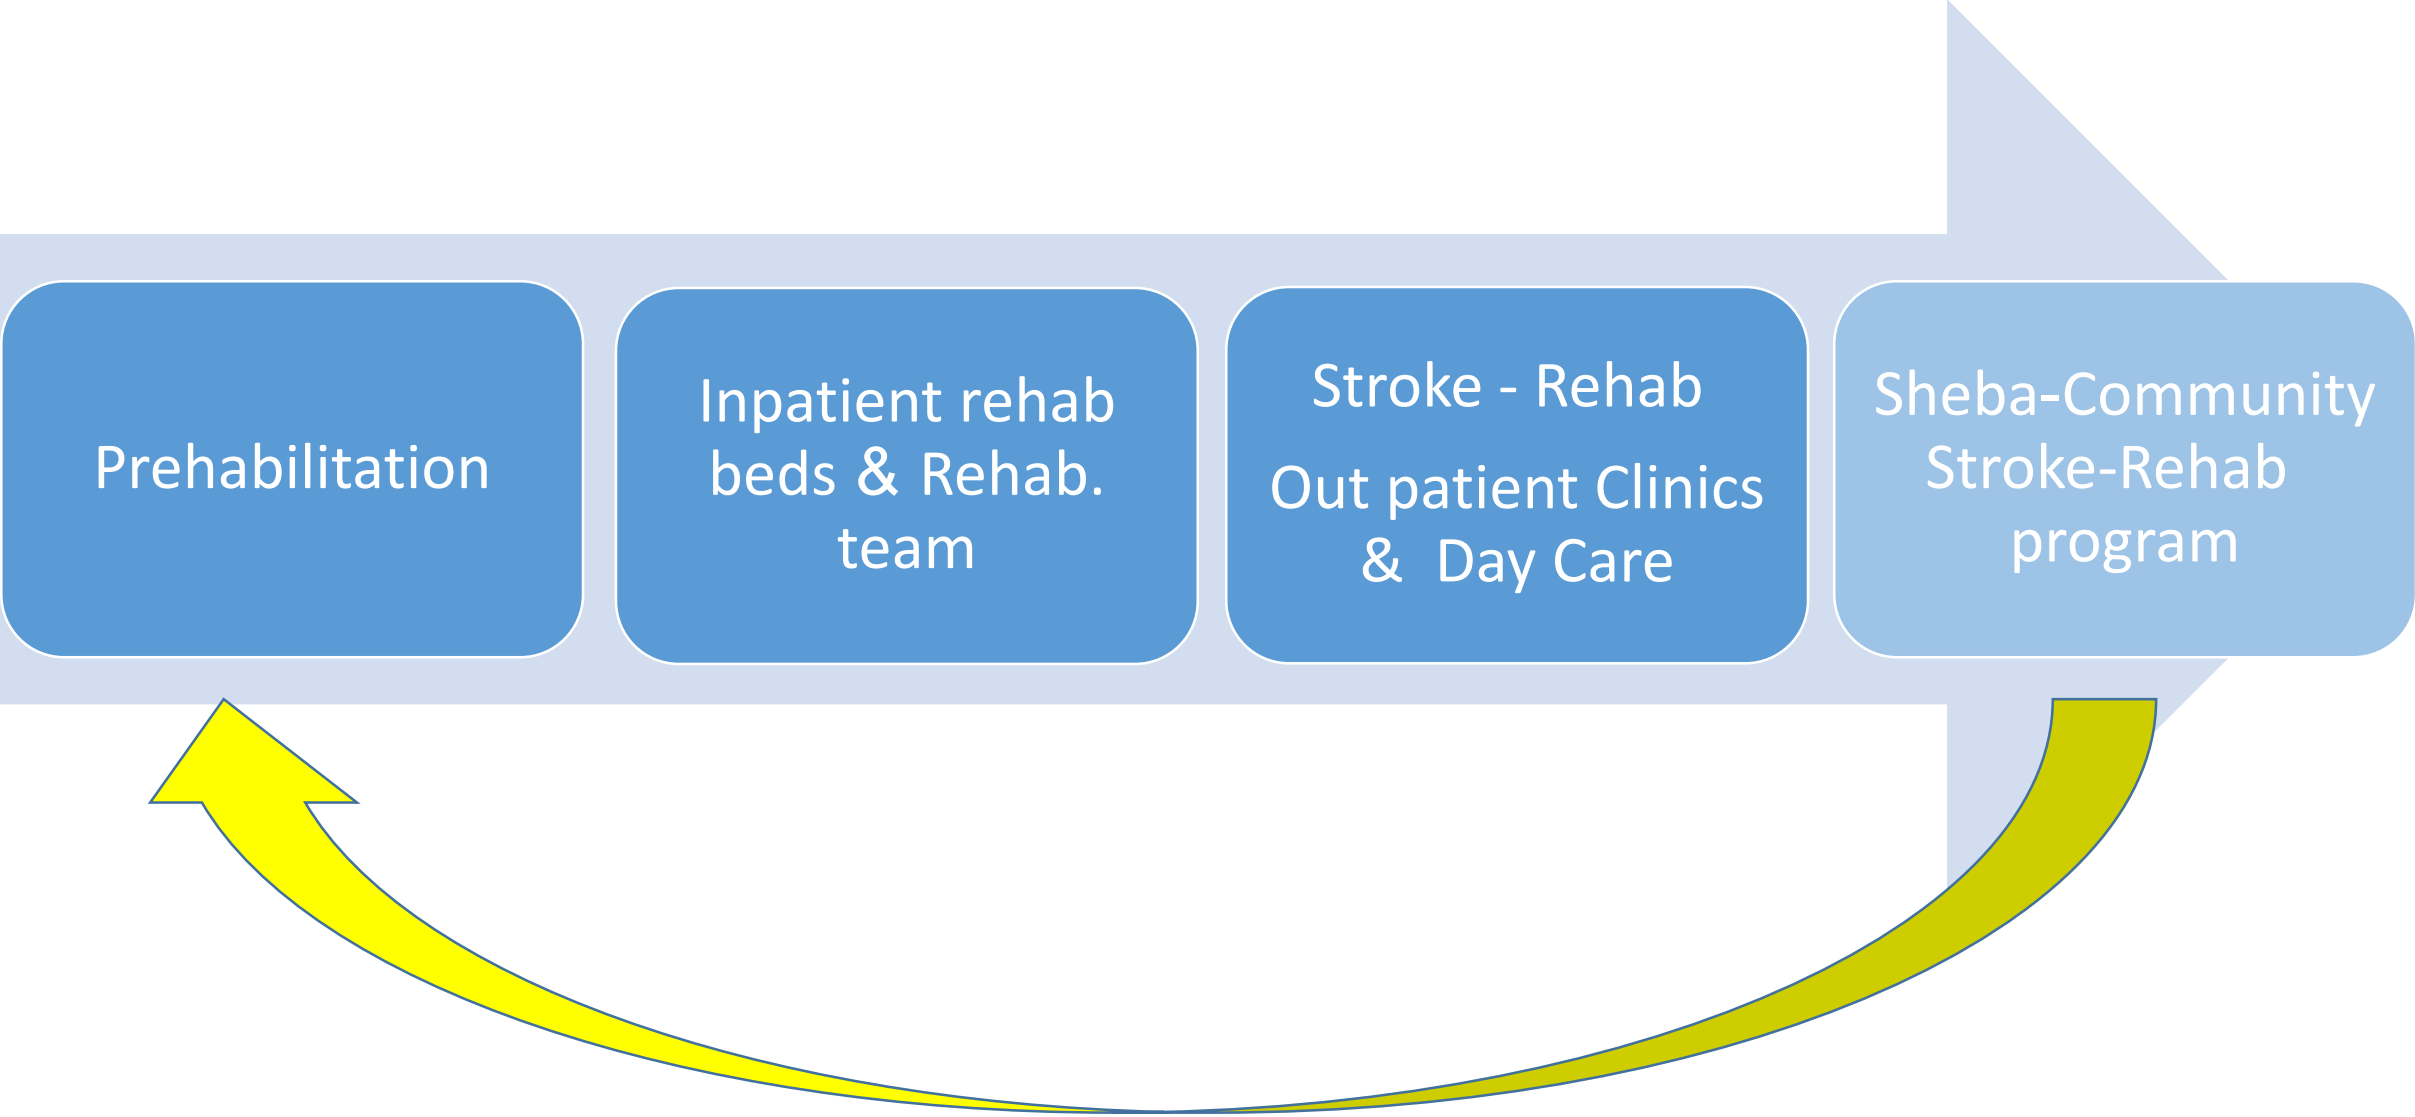 Prehabilitation
Inpatient rehab
beds & Rehab.
team
Stroke - Rehab
Out patient Clinics
& Day Care
Sheba-Community
Stroke-Rehab
program